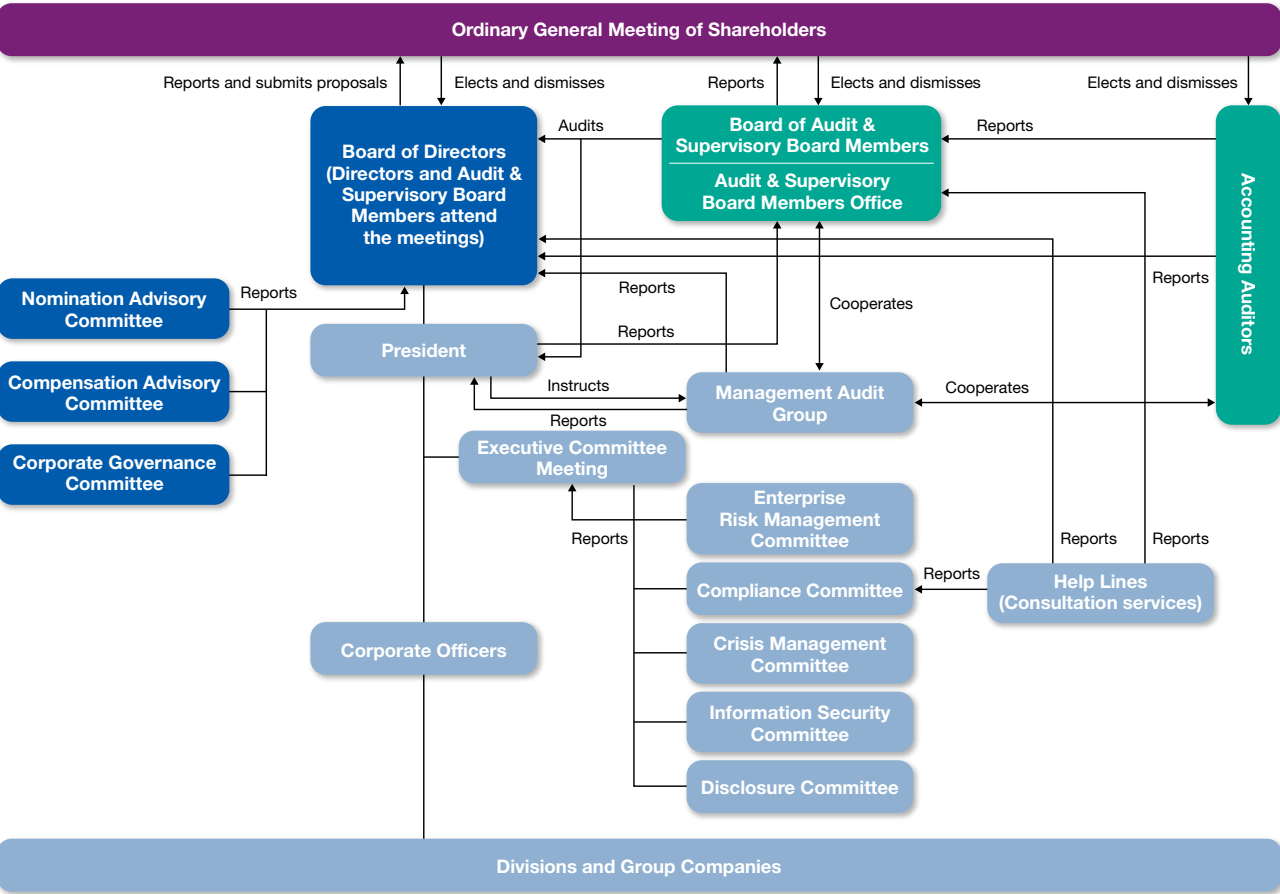 Ordinary General Meeting of Shareholders
Reports and submits proposals
Elects and dismisses
Reports
Elects and dismisses
Elects and dismisses
Board of Directors
(Directors and Audit &
Supervisory Board
Members attend
the meetings)
Audits
Board of Audit &
Supervisory Board Members
Audit & Supervisory
Board Members Office
Reports
Accounting Auditors
Nomination Advisory
Committee
Reports
Reports
Cooperates
Reports
President
Reports
Compensation Advisory
Committee
Instructs
Reports
Management Audit
Group
Cooperates
Corporate Governance
Committee
Executive Committee
Meeting
Enterprise
Risk Management
Committee
Reports
Reports
Reports
Compliance Committee
Reports
Help Lines
(Consultation services)
Corporate Officers
Crisis Management
Committee
Information Security
Committee
Disclosure Committee
Divisions and Group Companies